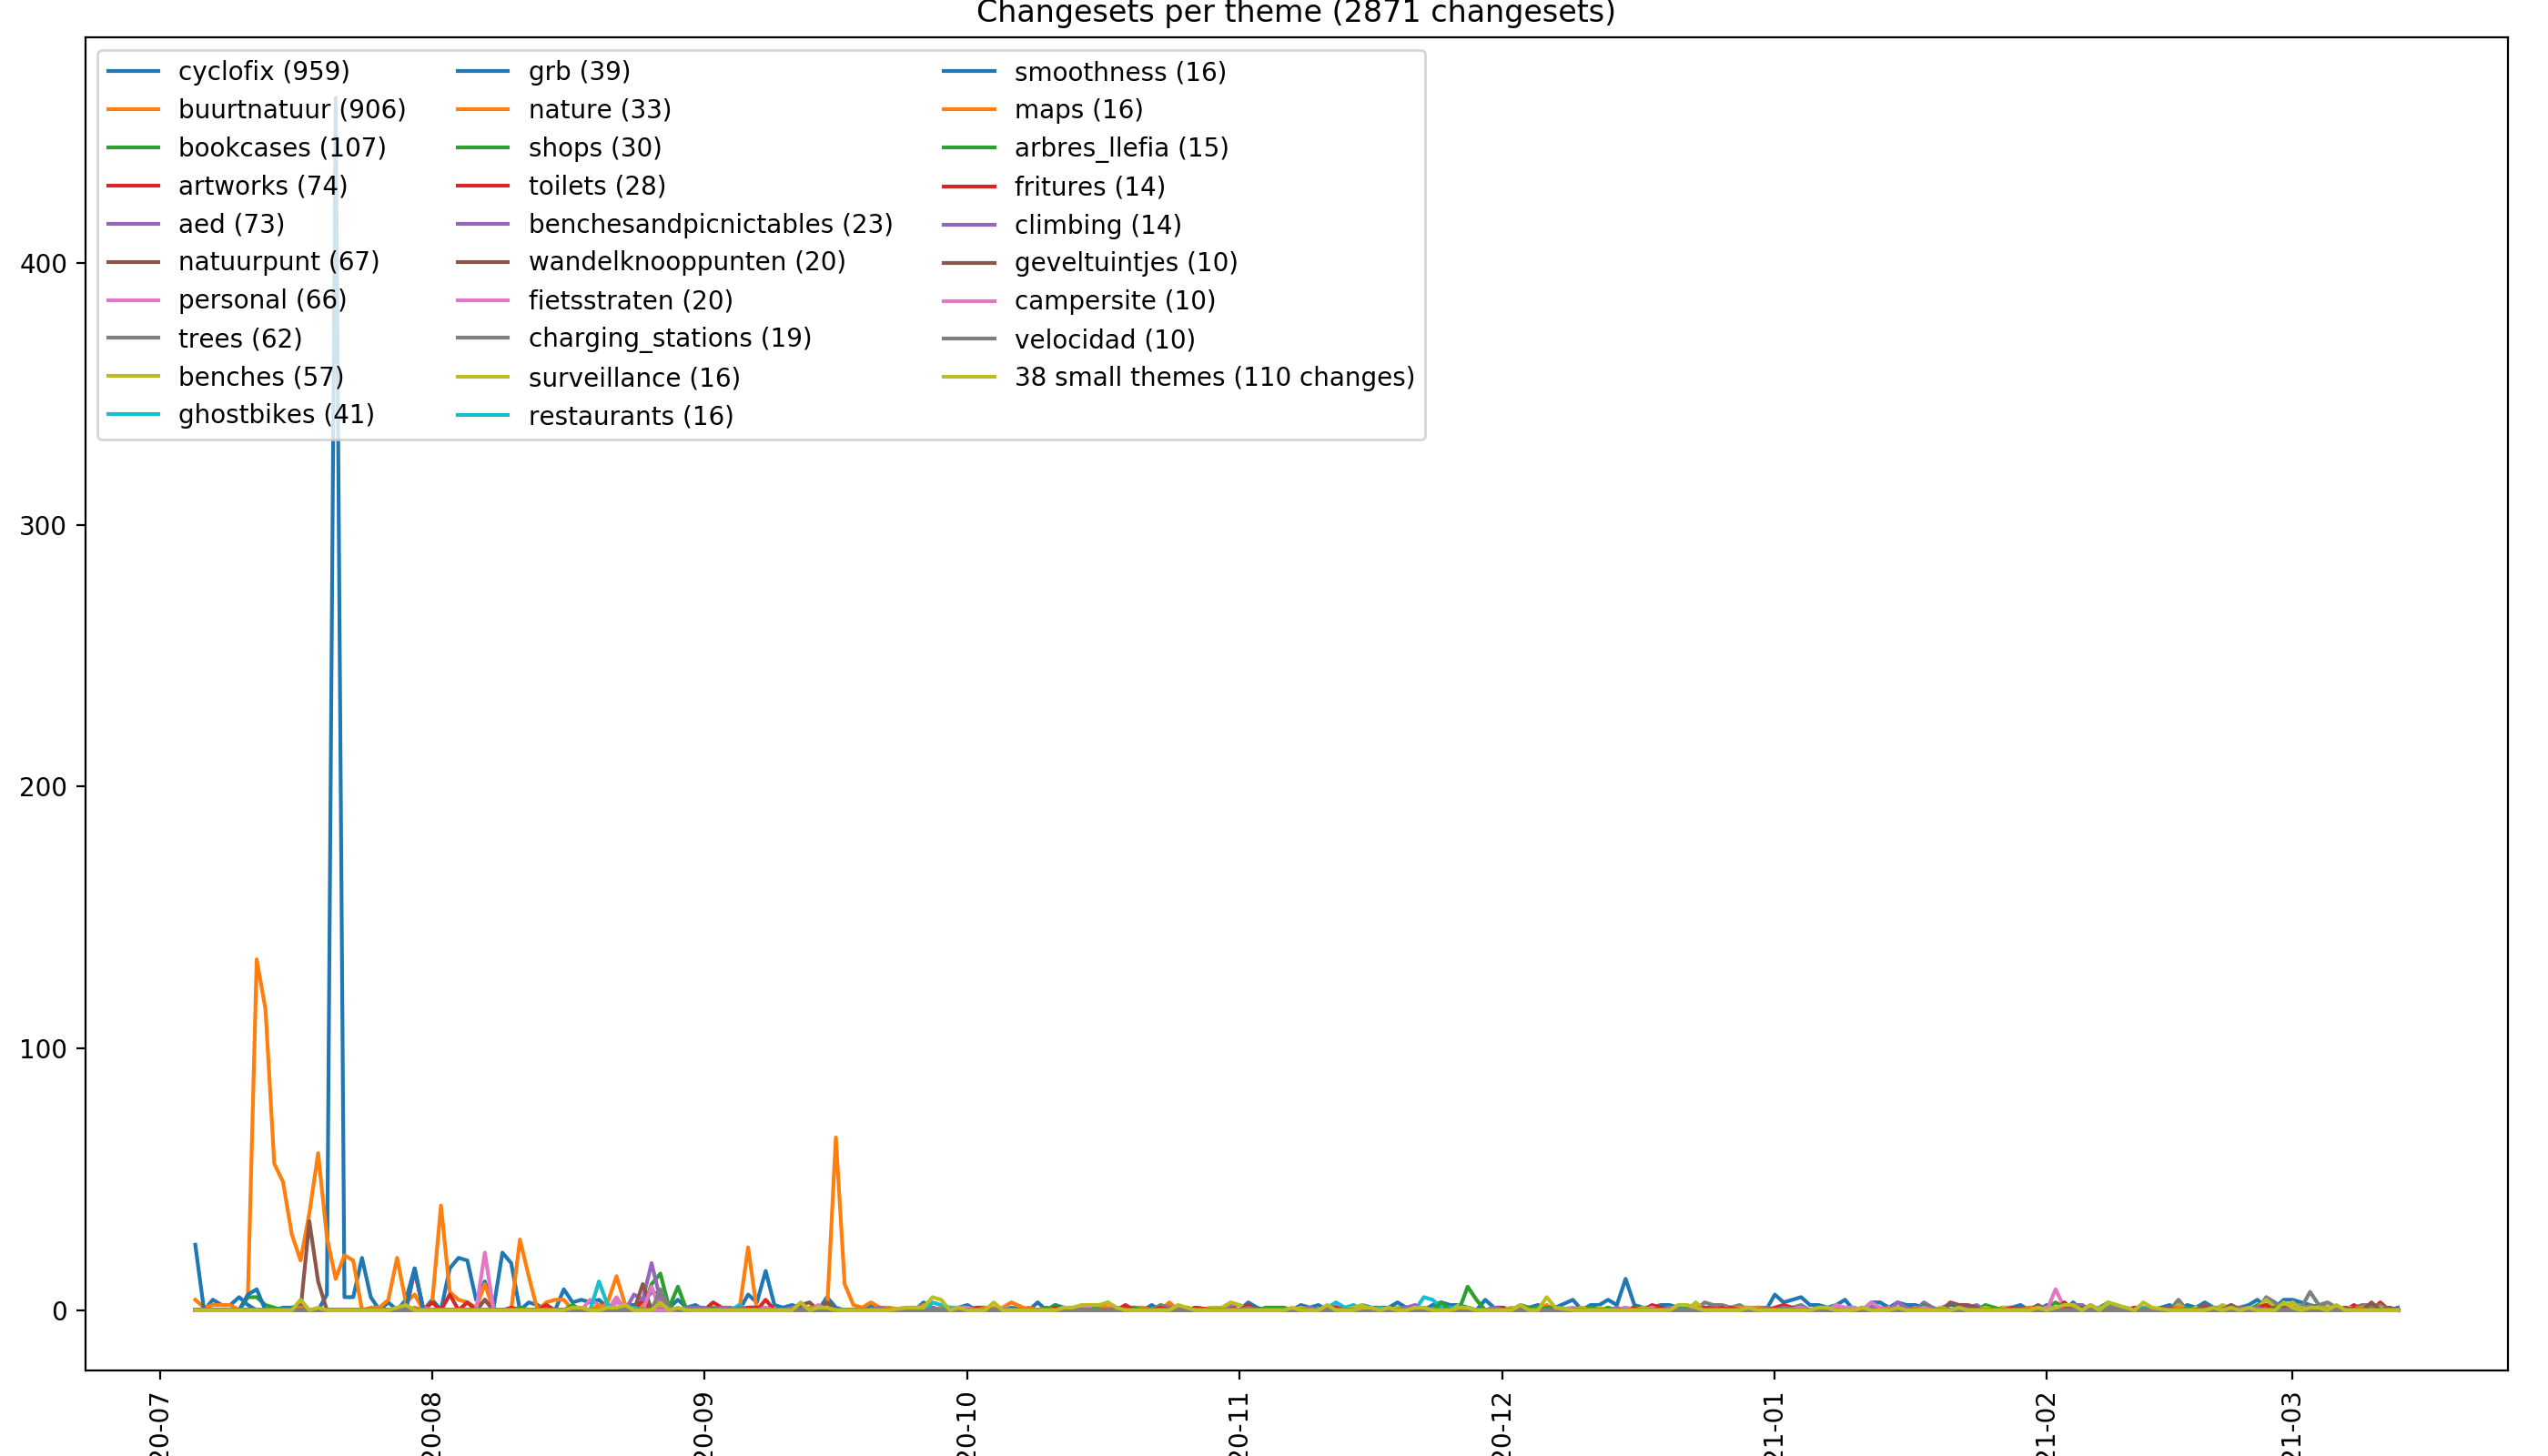 Changesets per theme (2871 changesets)
cyclofix (959)
buurtnatuur (906)
bookcases (107)
artworks (74)
aed (73)
natuurpunt (67)
personal (66)
trees (62)
benches (57)
ghostbikes (41)
grb (39)
nature (33)
shops (30)
toilets (28)
benchesandpicnictables (23)
wandelknooppunten (20)
fietsstraten (20)
charging_stations (19)
surveillance (16)
restaurants (16)
smoothness (16)
maps (16)
arbres_llefia (15)
fritures (14)
climbing (14)
geveltuintjes (10)
campersite (10)
velocidad (10)
38 small themes (110 changes)
400
300
200
100
0
20-07
20-08
20-09
20-10
20-11
20-12
21-01
21-02
21-03